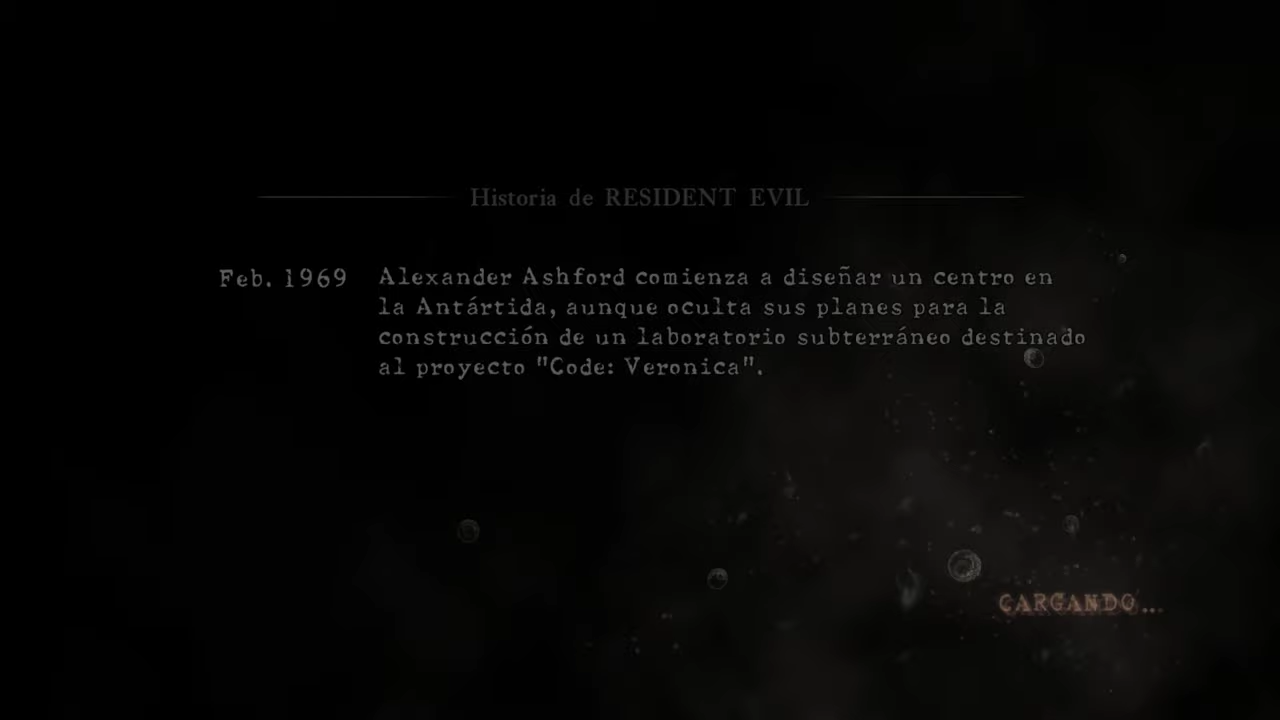 Historia de RESIDENT EVIL
Feb. 1969 Alexander Ashford comienza a diseñar un centro en
la Antártida, aunque oculta sus planes para la
construcción de un laboratorio subterráneo destinado
al proyecto "Code: Veronica".
CARGANDO...